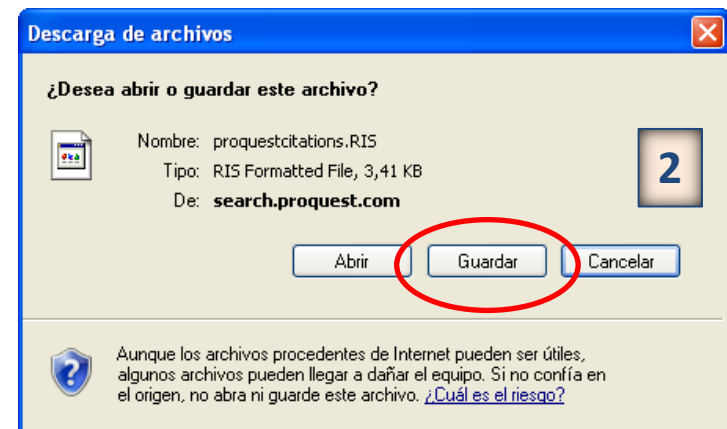 Descarga de archivos
¿Desea abrir o guardar este archivo?
Nombre: proquestcitations.RIS
Tipo: RIS Formatted File, 3,41 KB
De: search.proquest.com
2
Abrir Guardar Cancelar
Aunque los archivos procedentes de Internet pueden ser útiles,
algunos archivos pueden llegar a dañar el equipo. Si no confía en
el origen, no abra ni guarde este archivo. ¿Cuál es el riesgo?